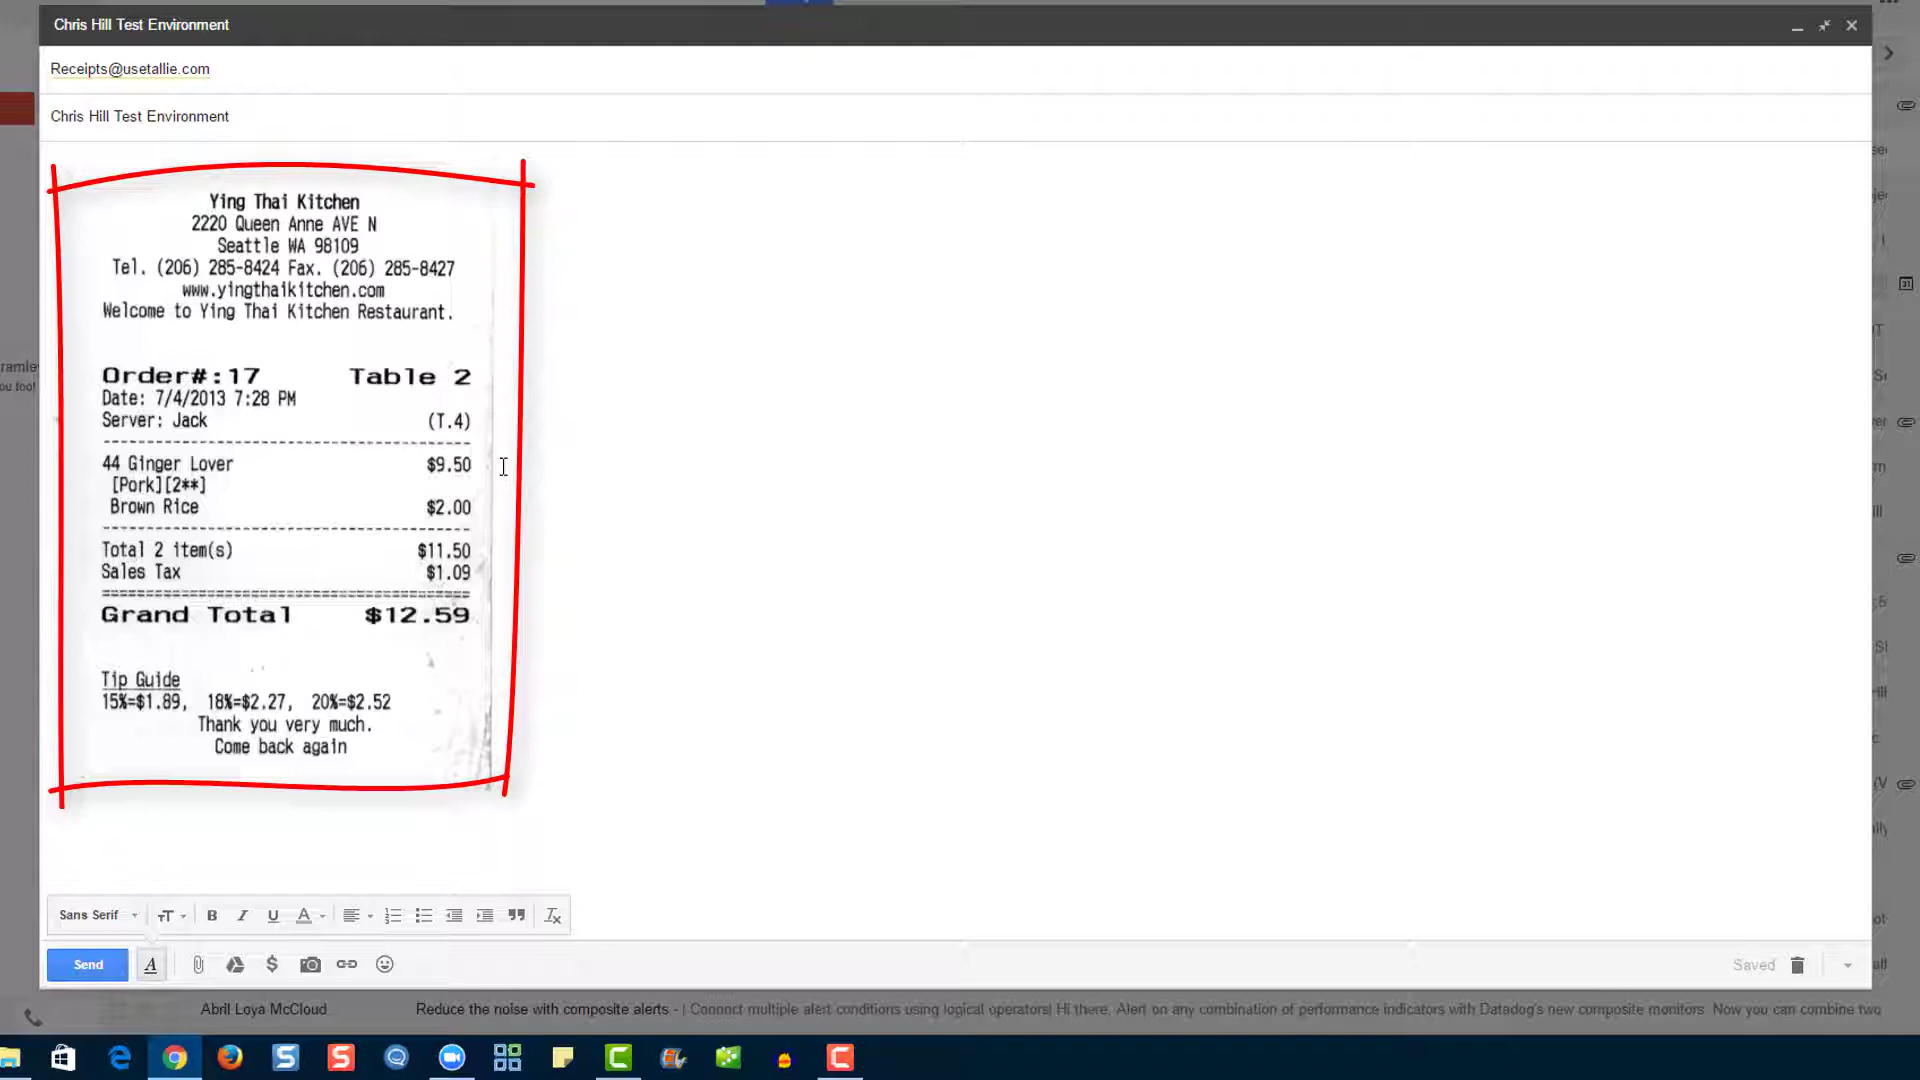 Chris Hill Test Environment
Receipts@usetallie.com
Chris Hill Test Environment
Ying Thai Kitchen
2220 Queen Anne AVE N
Seattle WA 98109
Tel. (206) 285-8424 Fax. (206) 285-8427
www.yingthaikitchen.com
Welcome to Ying Thai Kitchen Restaurant.
Order#:17 Table 2
Date: 7/4/2013 7:28 PM
Server: Jack (T.4)
44 Ginger Lover $9.50
[Pork][2**]
Brown Rice $2.00
Total 2 item(s) $11.50
Sales Tax $1.09
Grand Total $12.59
Tip Guide
15%=$1.89, 18%=$2.27, 20%=$2.52
Thank you very much.
Come back again
Sans Serif
Send
Saved
Abril Loya McCloud Reduce the noise with composite alerts - | Connect multiple alert conditions using logical operators| Hi there, Alert on any combination of performance indicators with Datadog's new composite monitors. Now you can combine two